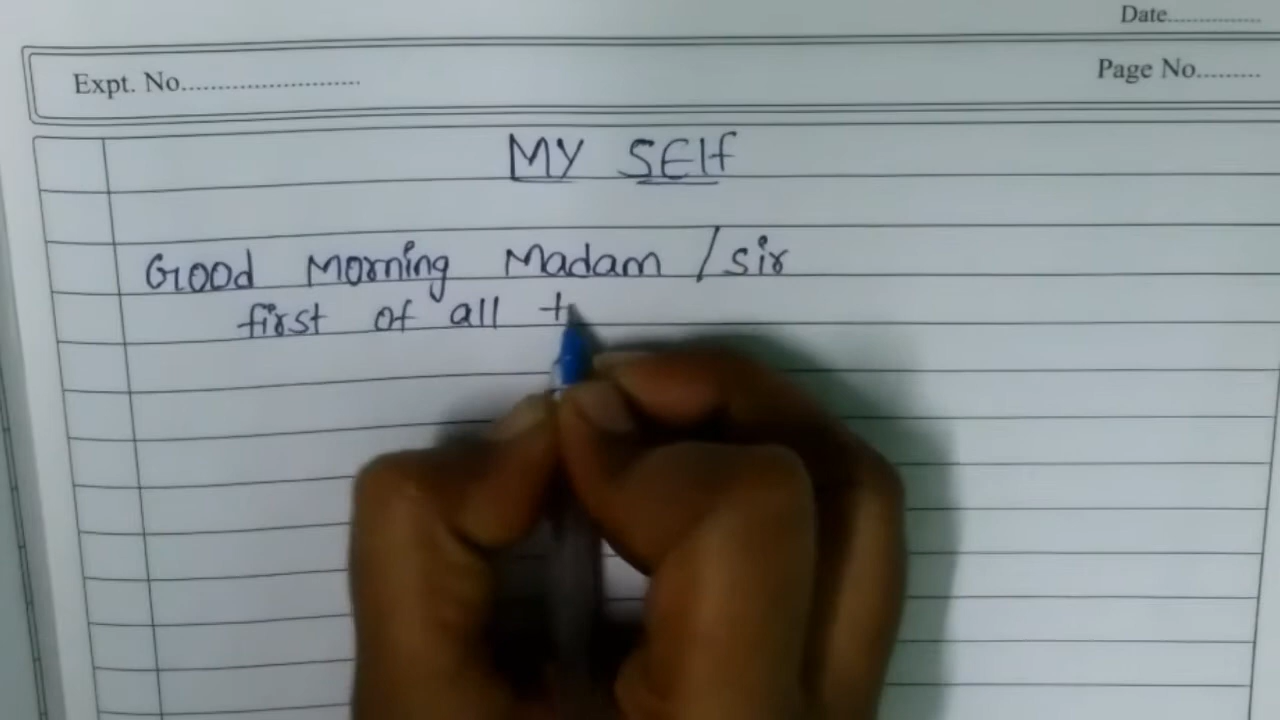 Date..............
Expt. No.........................
Page No.........
MY SElf
Good Morning Madam / sir
first of all